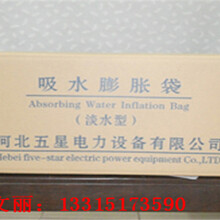 吸水膨胀袋
Absorbing Water Inflation Bag
(淡水型)
河北五星电力设备有限公司
Hebei five-star electric power equipment Co.,LTD
丽: 13315173590